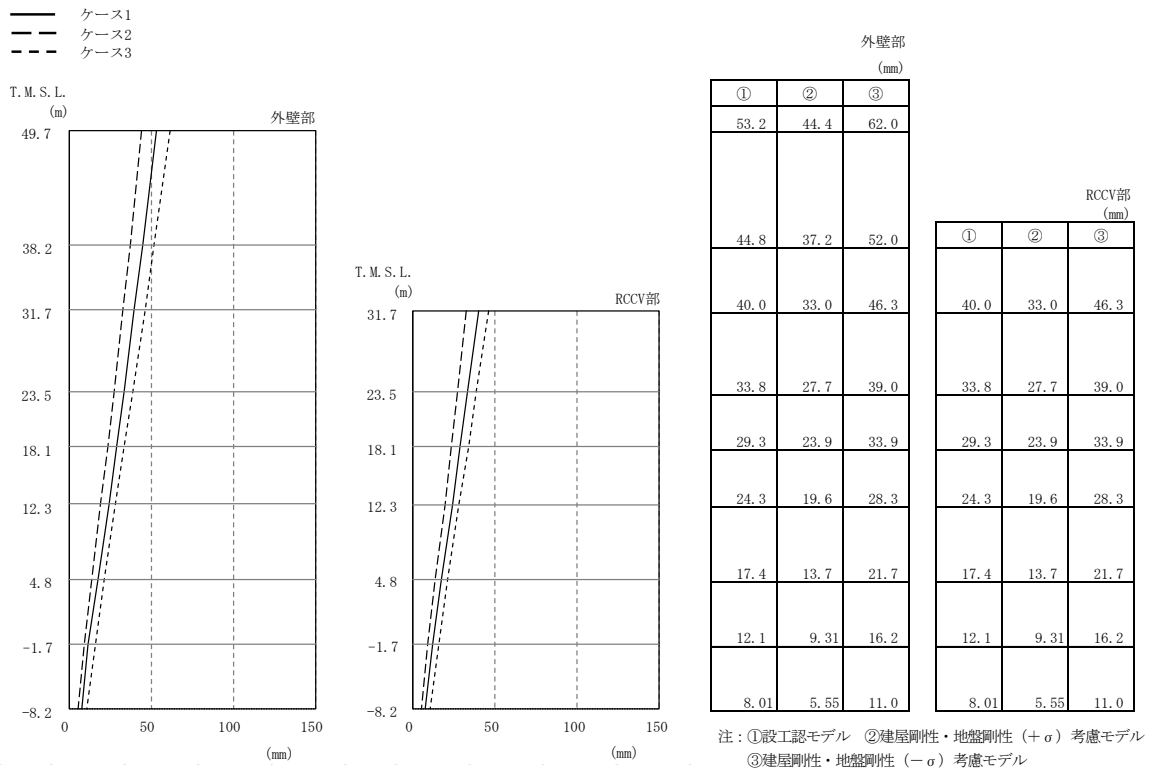 ケース1
ケース2
ケース3
T.M.S.L.
(m)
外壁部
49.7
38.2
31.7
23.5
18.1
12.3
4.8
-1.7
-8.2
0 50 100 150
(mm)
T.M.S.L.
(m)
RCCV部
31.7
23.5
18.1
12.3
4.8
-1.7
-8.2
0 50 100 150
(mm)
外壁部
(mm)
① ② ③
53.2 44.4 62.0
44.8 37.2 52.0
40.0 33.0 46.3
33.8 27.7 39.0
29.3 23.9 33.9
24.3 19.6 28.3
17.4 13.7 21.7
12.1 9.31 16.2
8.01 5.55 11.0
RCCV部
(mm)
① ② ③
40.0 33.0 46.3
33.8 27.7 39.0
29.3 23.9 33.9
24.3 19.6 28.3
17.4 13.7 21.7
12.1 9.31 16.2
8.01 5.55 11.0
注：①設工認モデル ②建屋剛性・地盤剛性（＋σ）考慮モデル
③建屋剛性・地盤剛性（－σ）考慮モデル